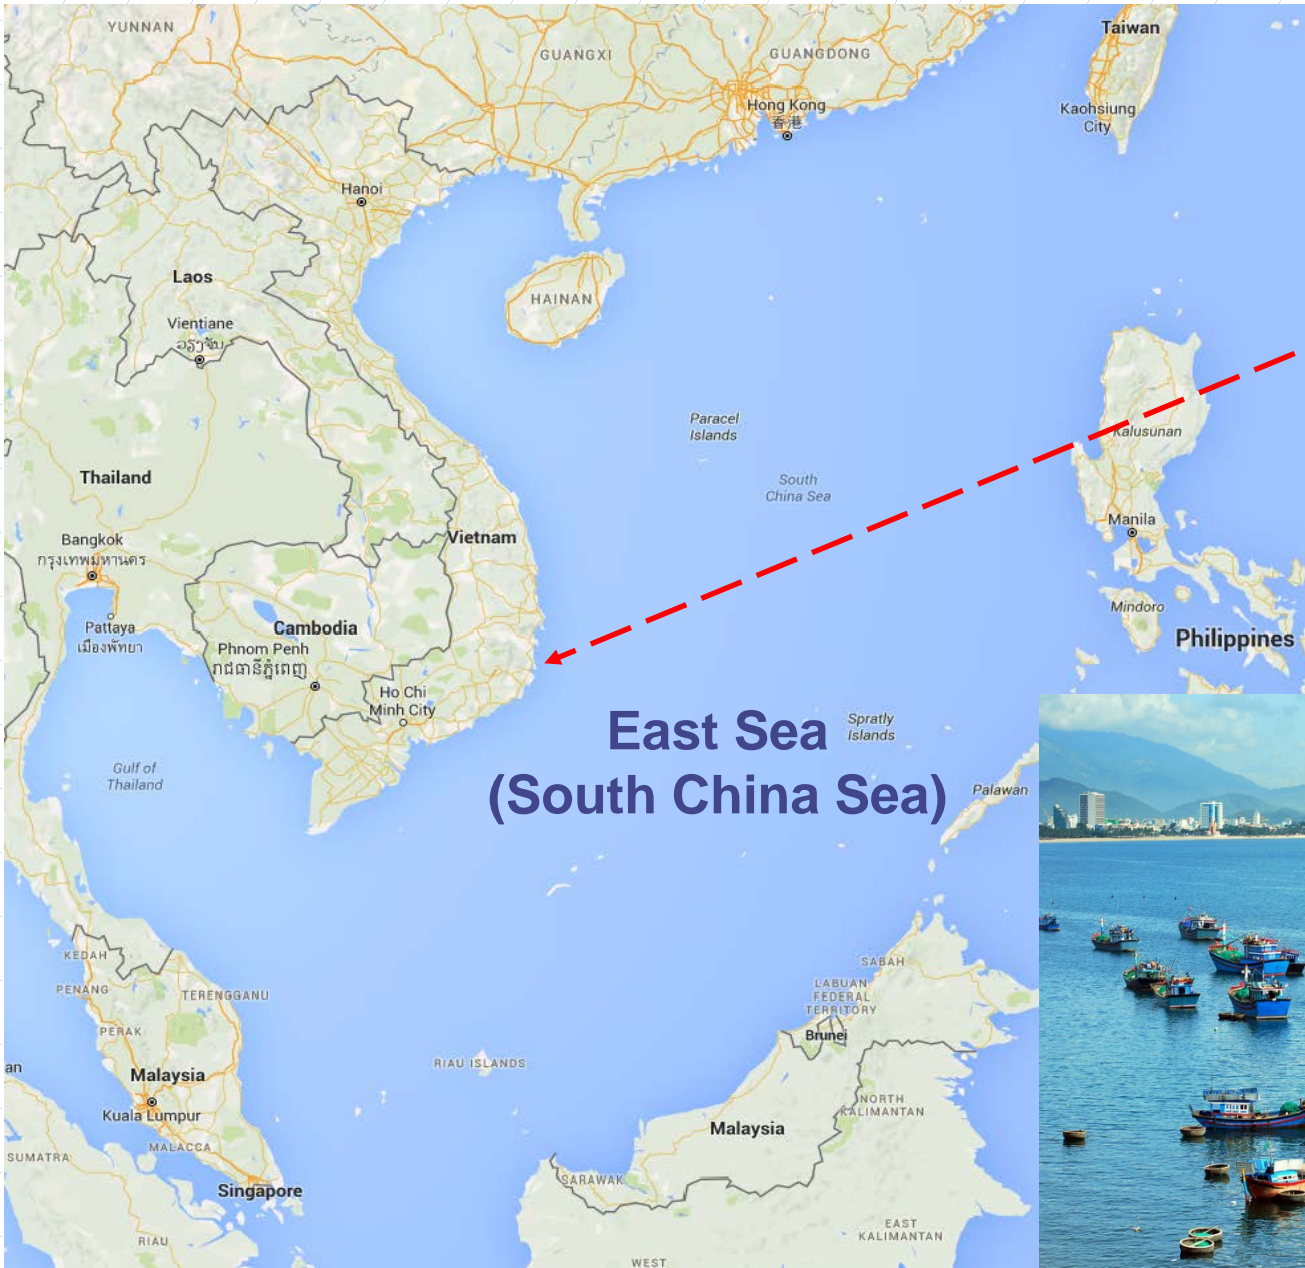 YUNNAN
GUANGXI
GUANGDONG
Taiwan
Hong Kong
香港
Kaohsiung
City
Hanoi
Laos
HAINAN
Vientiane
ວຽງຈັນ
Paracel
Islands
Kalusunan
Thailand
South
China Sea
Manila
Bangkok
กรุงเทพมหานคร
Vietnam
Pattaya
เมืองพัทยา
Cambodia
Phnom Penh
រាជធានីភ្នំពេញ
Mindoro
Philippines
Ho Chi
Minh City
East Sea
(South China Sea)
Spratly
Islands
Gulf of
Thailand
Palawan
KEDAH
PENANG
TERENGGANU
PERAK
SABAH
LABUAN
FEDERAL
TERRITORY
Brunei
RIAU ISLANDS
an
Malaysia
Kuala Lumpur
NORTH
KALIMANTAN
Malaysia
MALACCA
SUMATRA
Singapore
SARAWAK
RIAU
EAST
KALIMANTAN
WEST